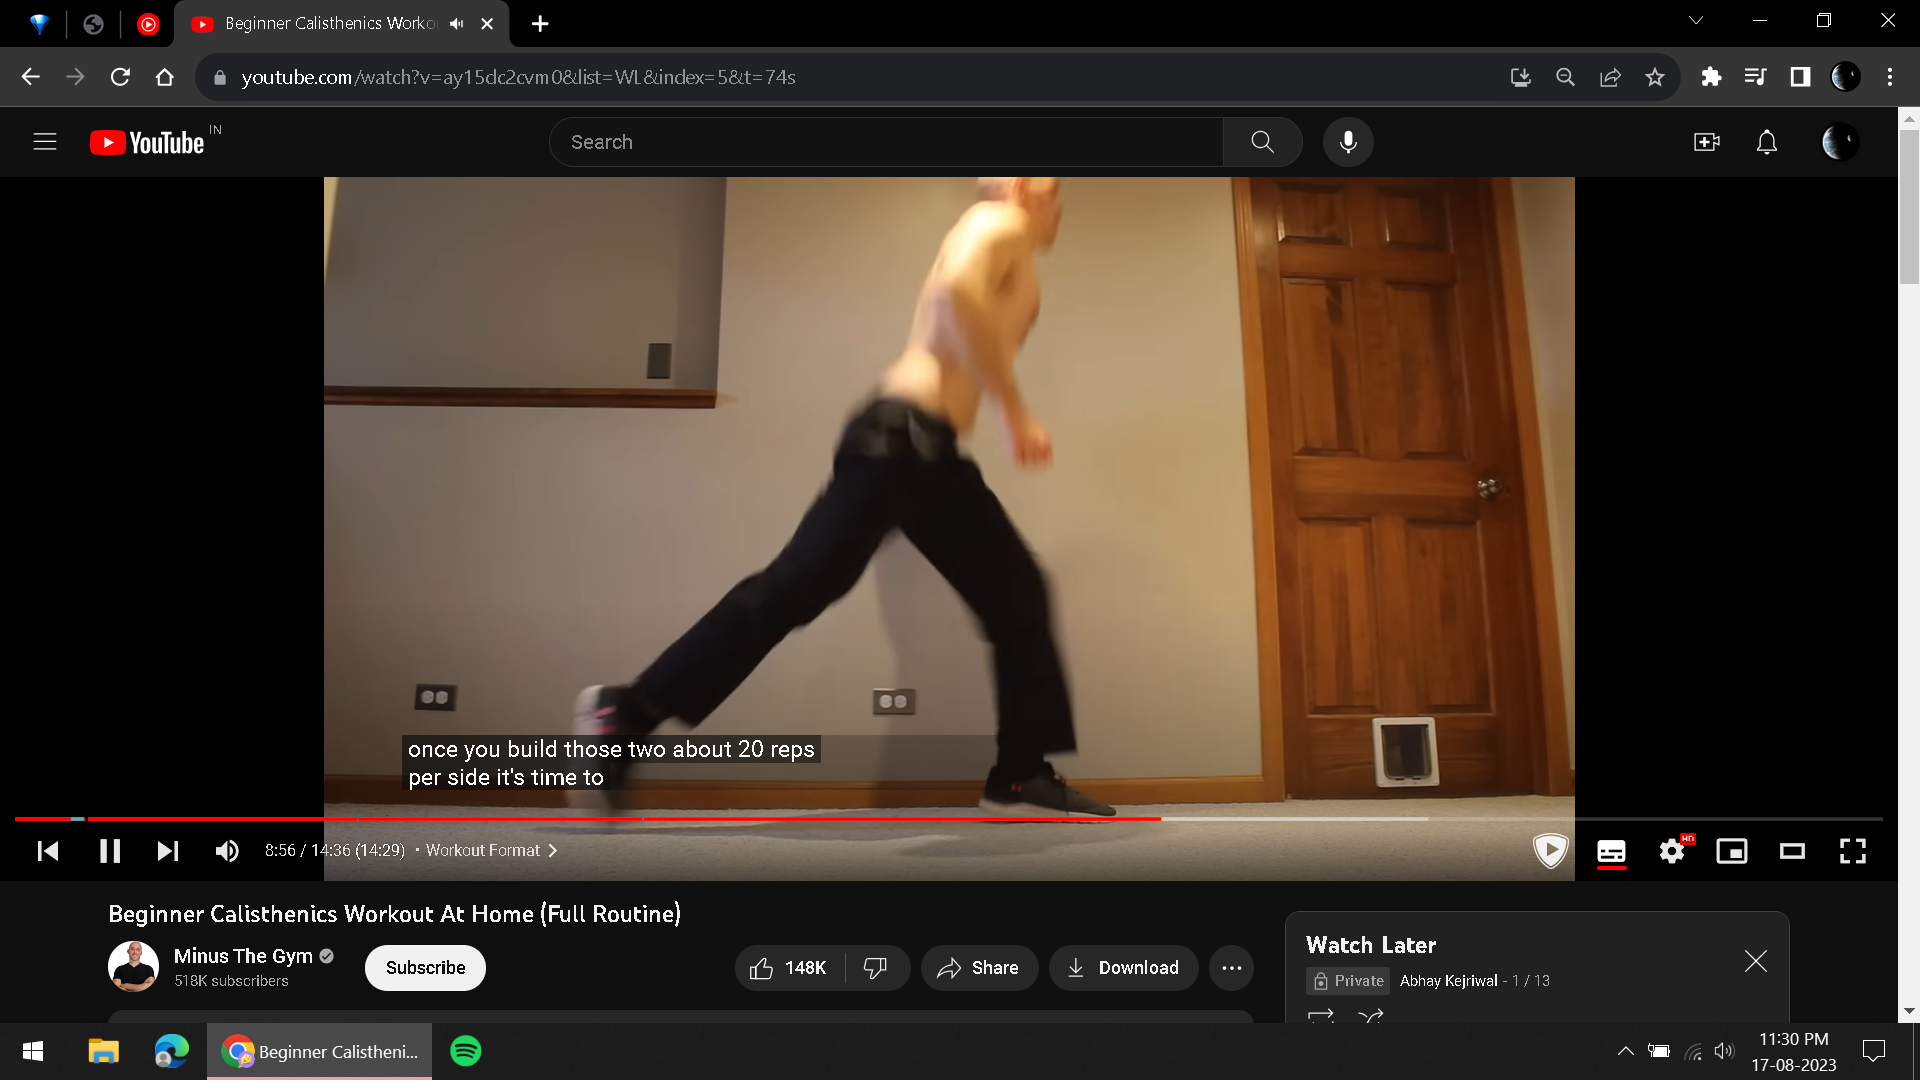 Beginner Calisthenics Worko
youtube.com/watch?v=ay15dc2cvm0&list=WL&index=5&t=74s
YouTube IN
Search
once you build those two about 20 reps
per side it's time to
8:56 / 14:36 (14:29) • Workout Format
HD
Beginner Calisthenics Workout At Home (Full Routine)
Minus The Gym
518K subscribers
Subscribe
148K
Share
Download
Watch Later
Private Abhay Kejriwal - 1 / 13
Beginner Calistheni...
11:30 PM
17-08-2023